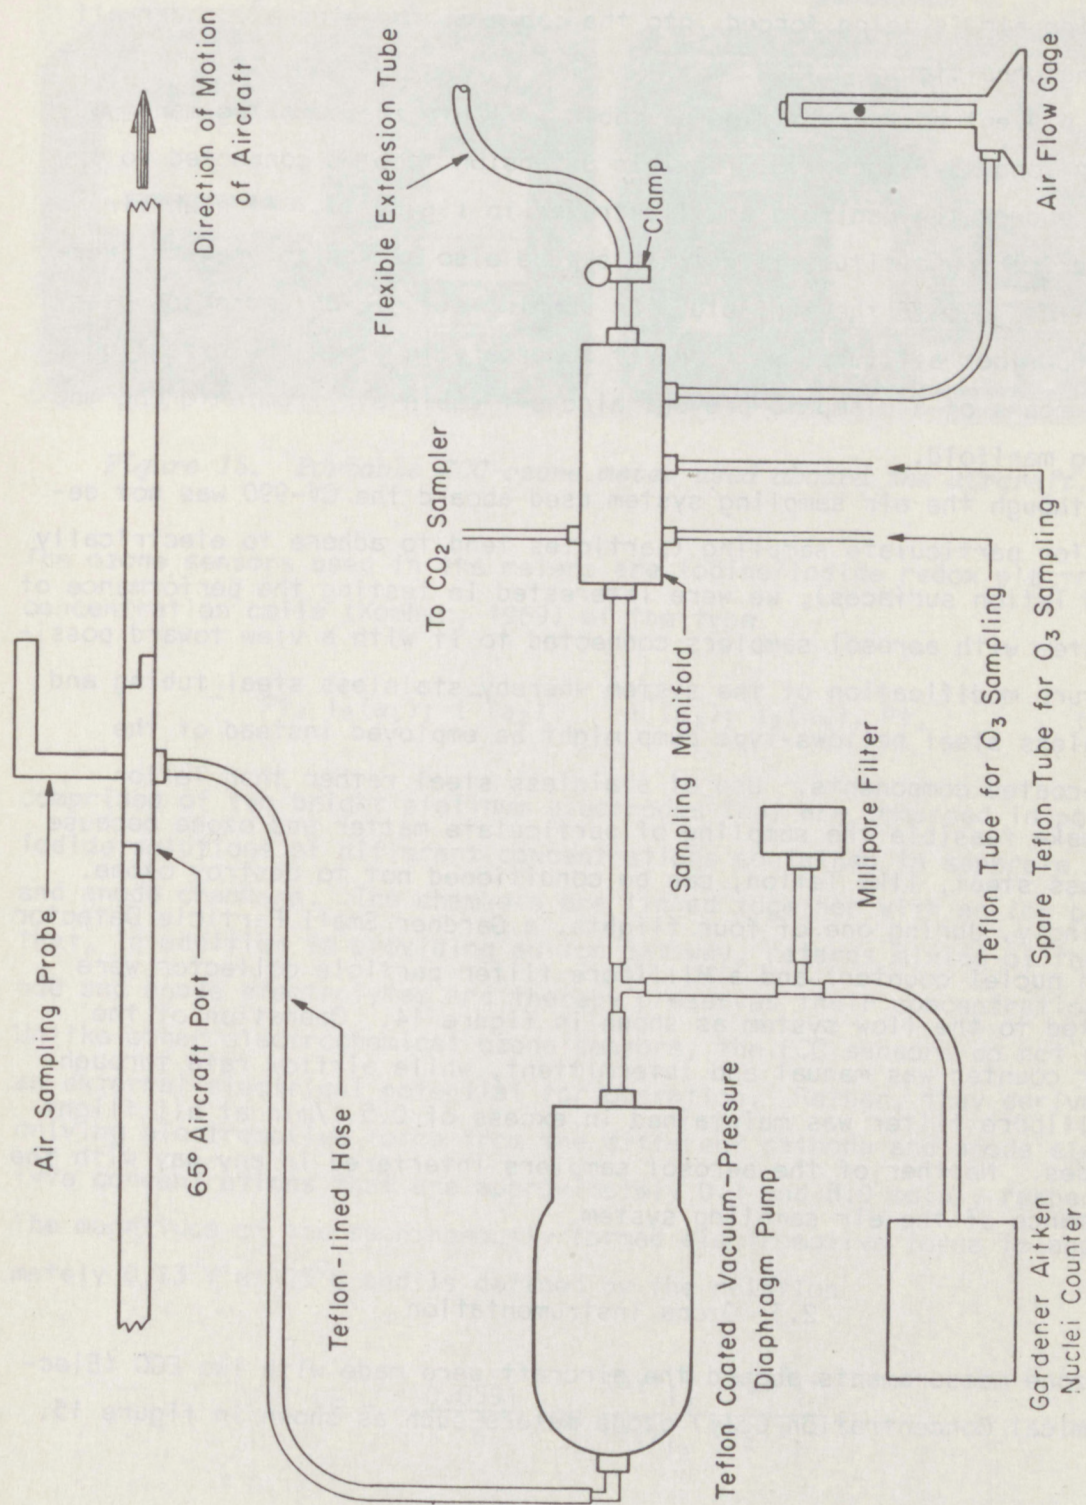 Direction of Motion
of Aircraft
Air Sampling Probe
65° Aircraft Port
Teflon-lined Hose
Flexible Extension Tube
Clamp
To CO2 Sampler
Sampling Manifold
Air Flow Gage
Millipore Filter
Teflon Tube for O3 Sampling
Spare Teflon Tube for O3 Sampling
Teflon Coated Vacuum-Pressure
Diaphragm Pump
Gardener Aitken
Nuclei Counter